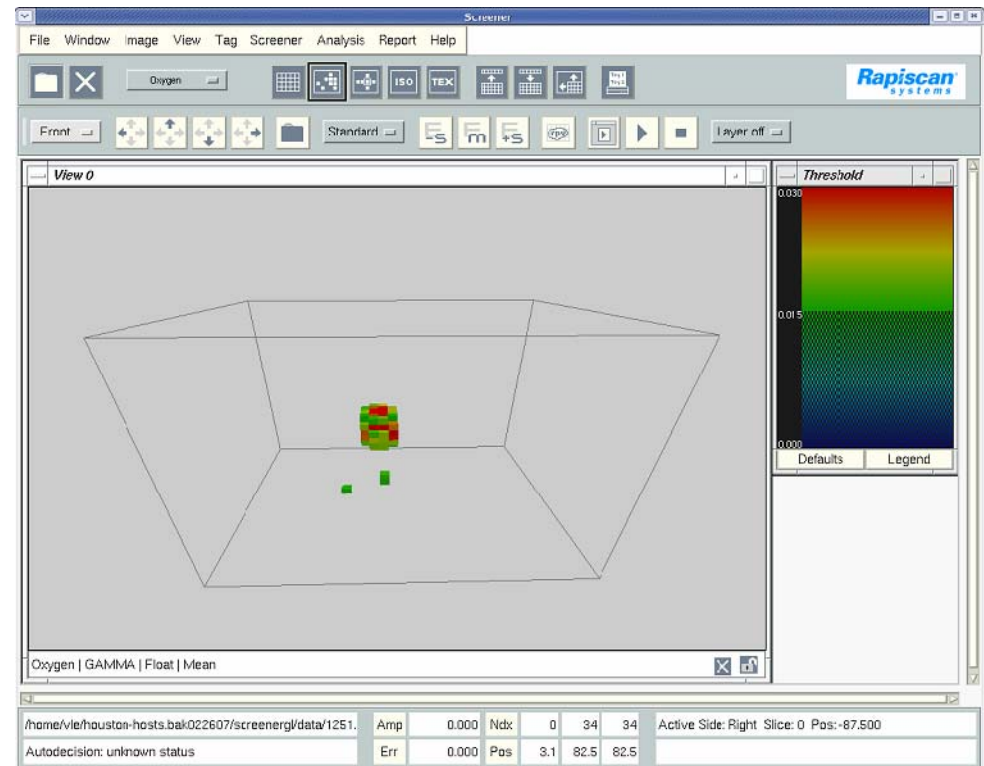 Screener
File Window Image View Tag Screener Analysis Report Help
Oxygen ISO TEX
Rapiscan
systems
Front Standard -S m +S Layer off
View 0
Threshold
0.030
0.015
0.000
Defaults Legend
Oxygen | GAMMA | Float | Mean
/home/vle/houston-hosts.bak022607/screenergl/data/1251. Amp 0.000 Ndx 0 34 34 Active Side: Right Slice: 0 Pos:-87.500
Autodecision: unknown status Err 0.000 Pos 3.1 82.5 82.5